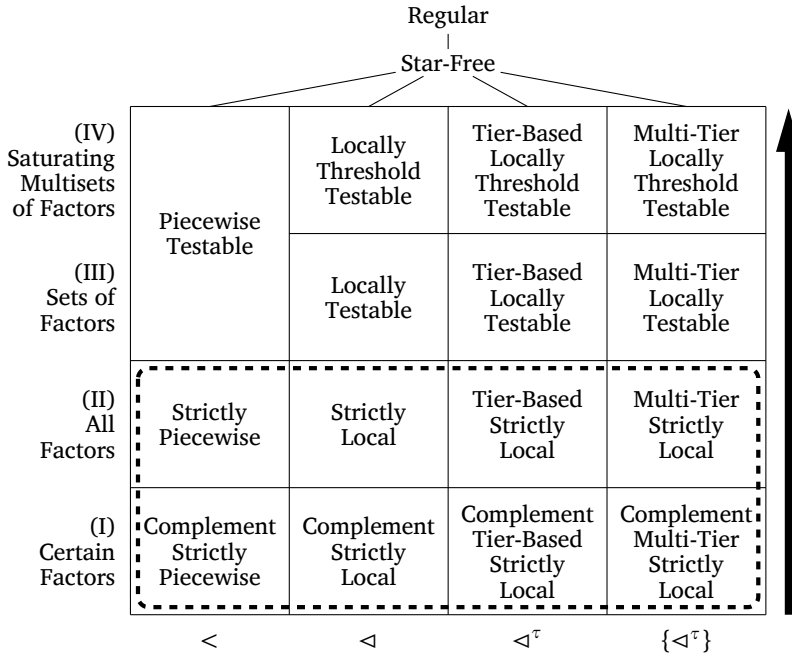 Regular
Star-Free
(IV)
Saturating
Multisets
of Factors
Piecewise
Testable
Locally
Threshold
Testable
Tier-Based
Locally
Threshold
Testable
Multi-Tier
Locally
Threshold
Testable
(III)
Sets of
Factors
Locally
Testable
Tier-Based
Locally
Testable
Multi-Tier
Locally
Testable
(II)
All
Factors
Strictly
Piecewise
Strictly
Local
Tier-Based
Strictly
Local
Multi-Tier
Strictly
Local
(I)
Certain
Factors
Complement
Strictly
Piecewise
Complement
Strictly
Local
Complement
Tier-Based
Strictly
Local
Complement
Multi-Tier
Strictly
Local
<
⊲
⊲^τ
{⊲^τ}